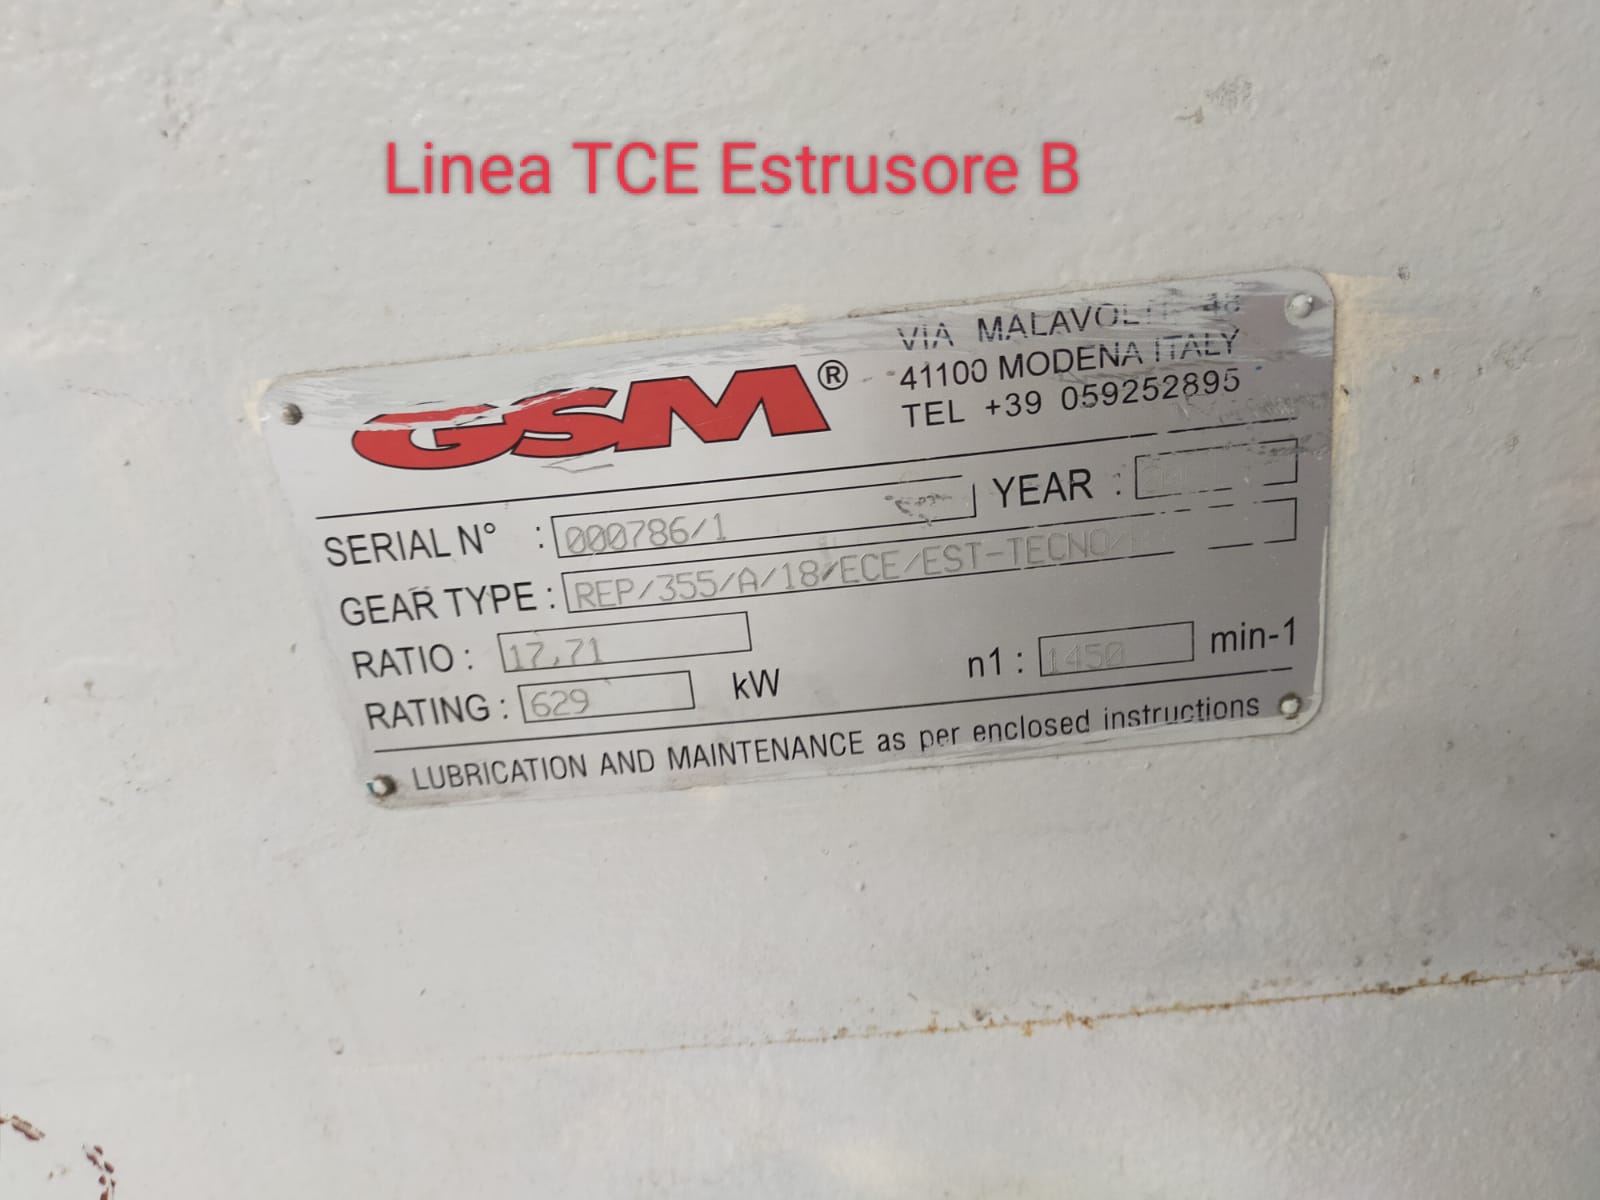 Linea TCE Estrusore B
GSM®
VIA MALAVOLTI 48
41100 MODENA ITALY
TEL +39 059252895
SERIAL N° : 000786/1 YEAR :
GEAR TYPE : REP/355/A/18/ECE/EST-TECNO/
RATIO : 17,71
n1 : 1450 min-1
RATING : 629 kW
LUBRICATION AND MAINTENANCE as per enclosed instructions